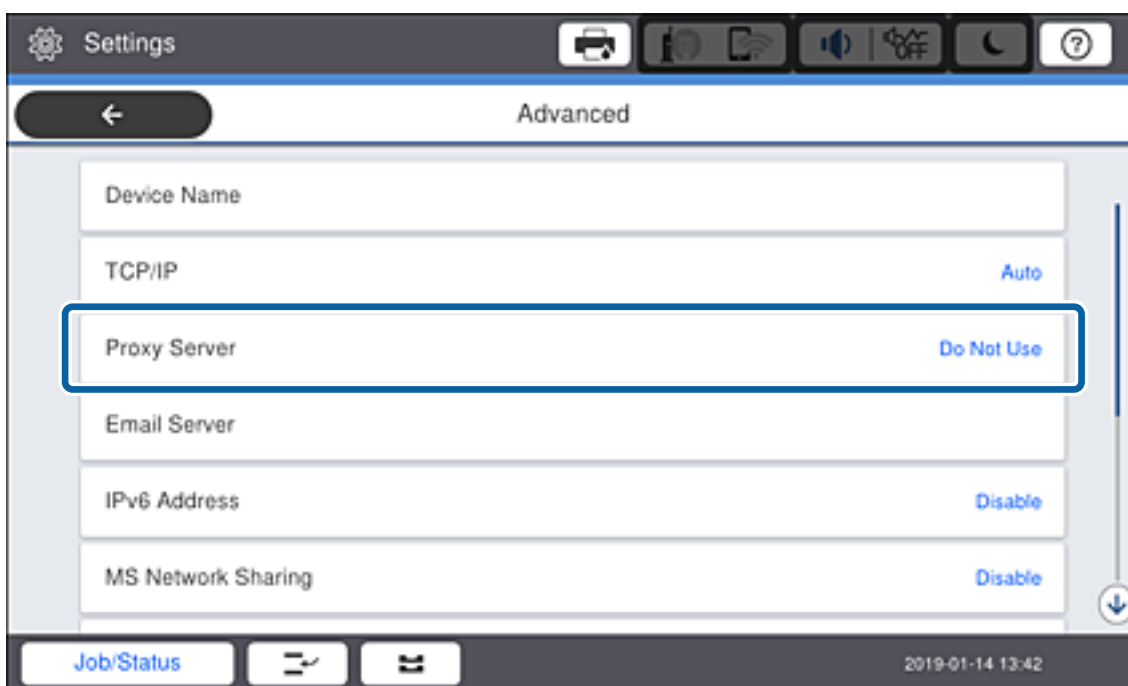 Settings
OFF
?
Advanced
Device Name
TCP/IP Auto
Proxy Server Do Not Use
Email Server
IPv6 Address Disable
MS Network Sharing Disable
Job/Status 2019-01-14 13:42